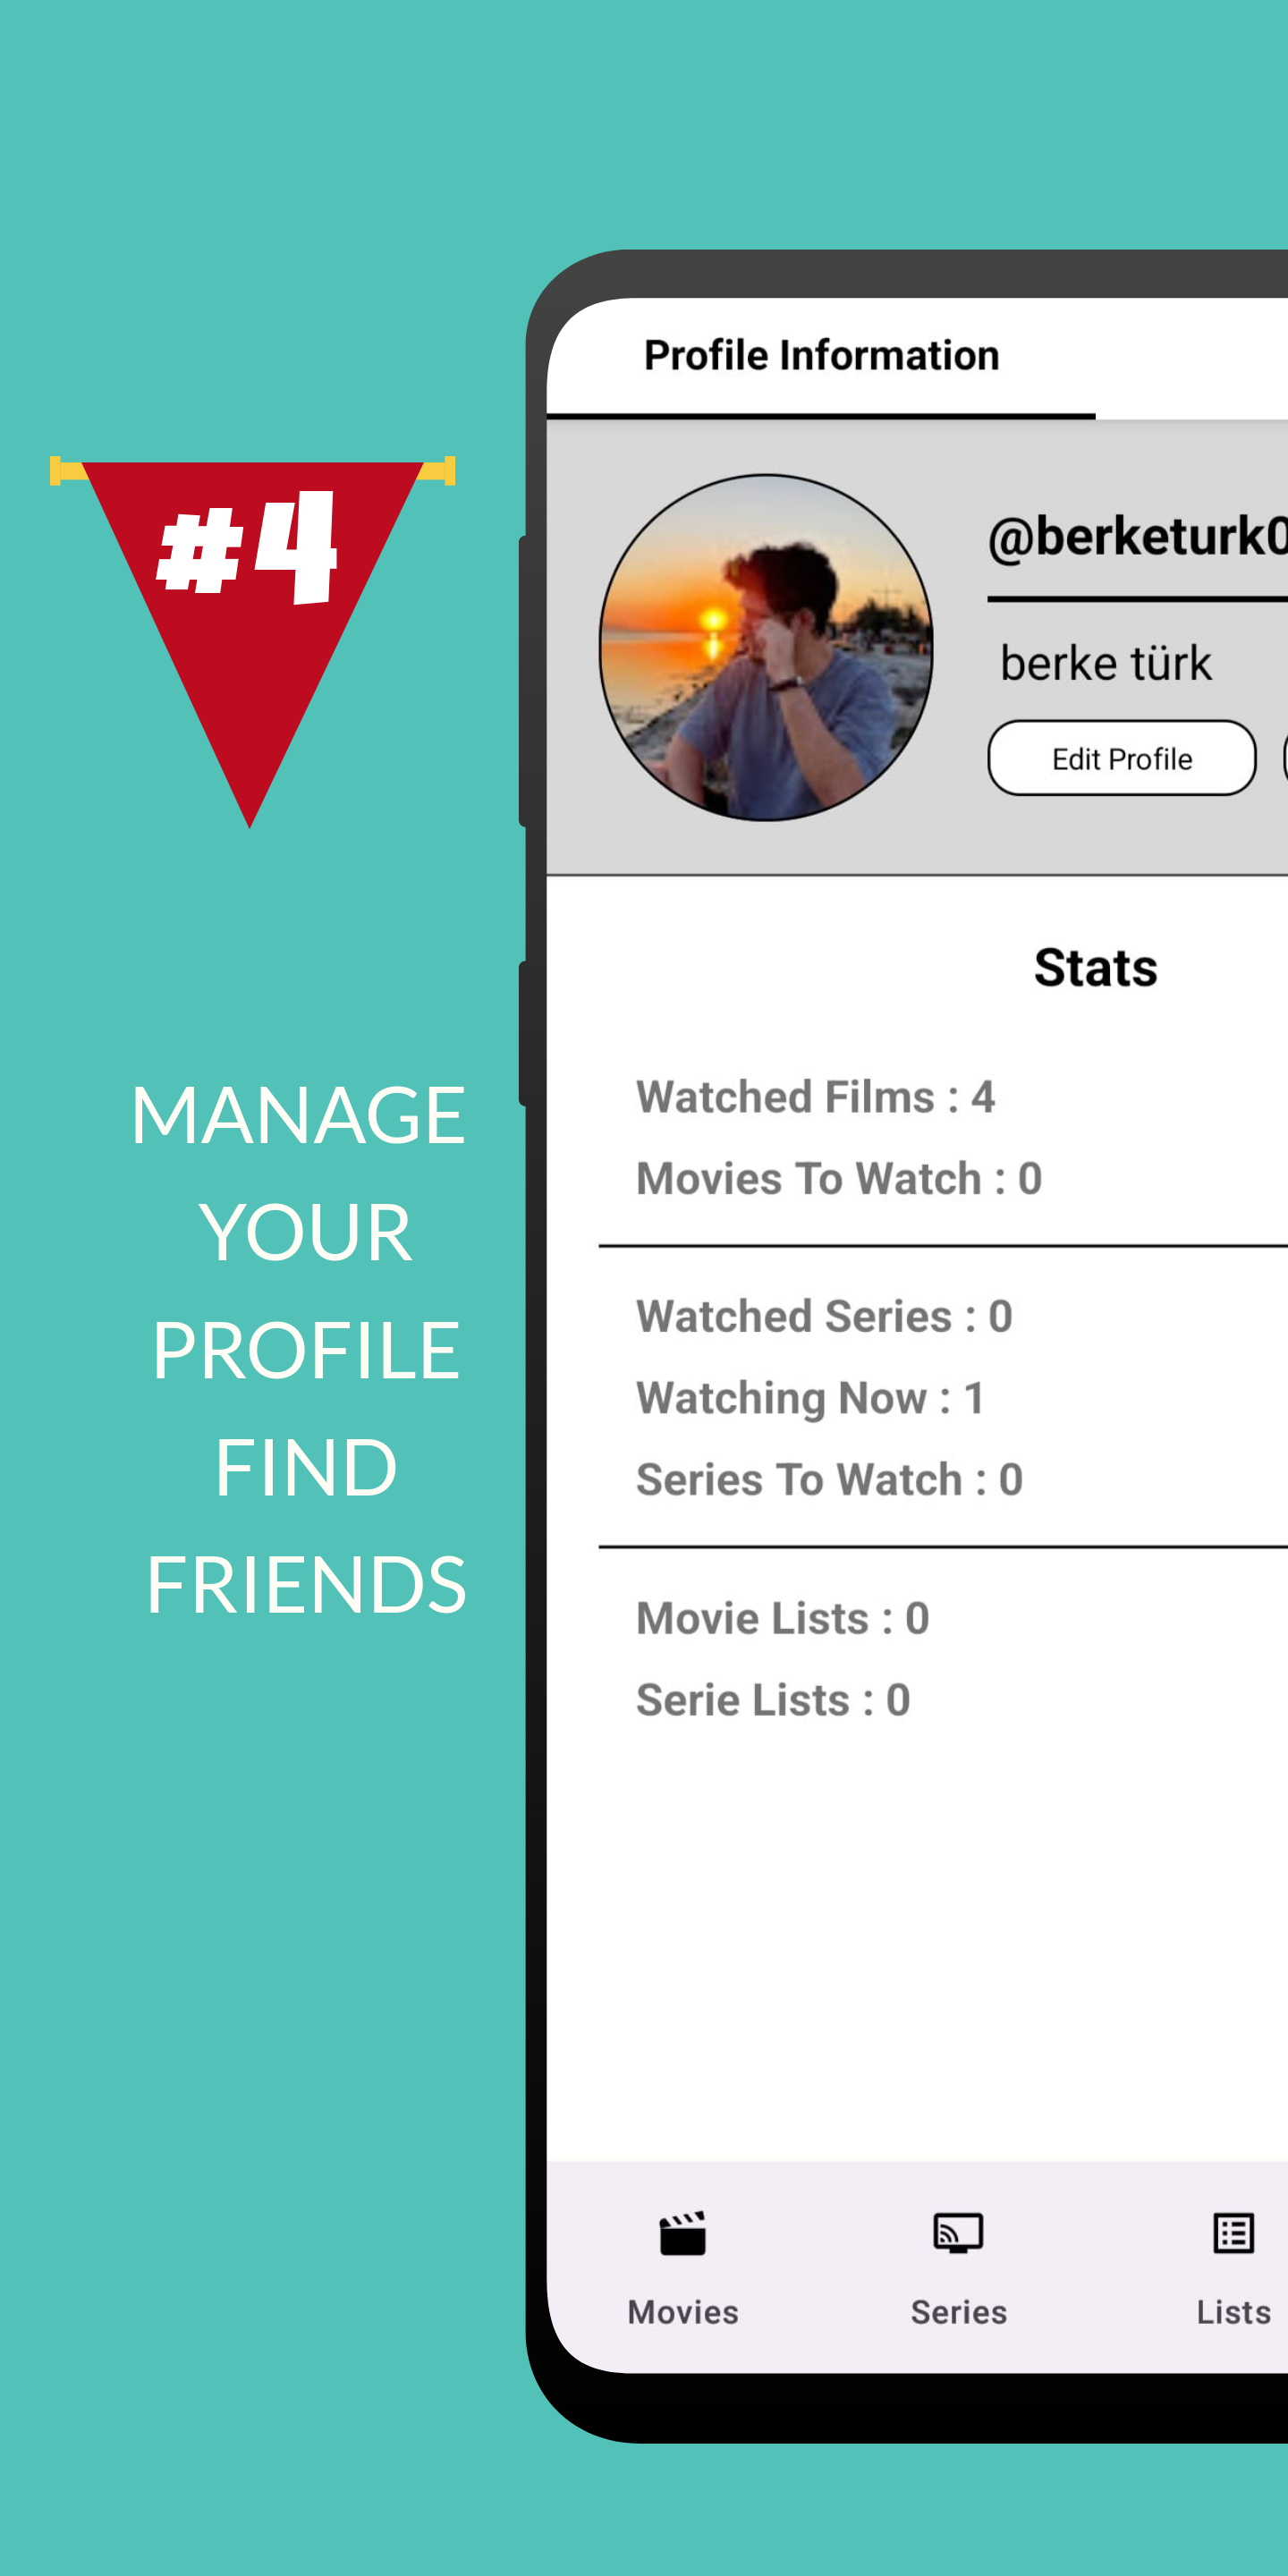 #4
MANAGE
YOUR
PROFILE
FIND
FRIENDS
Profile Information
@berketurk0
berke türk
Edit Profile
Stats
Watched Films : 4
Movies To Watch : 0
Watched Series : 0
Watching Now : 1
Series To Watch : 0
Movie Lists : 0
Serie Lists : 0
Movies
Series
Lists